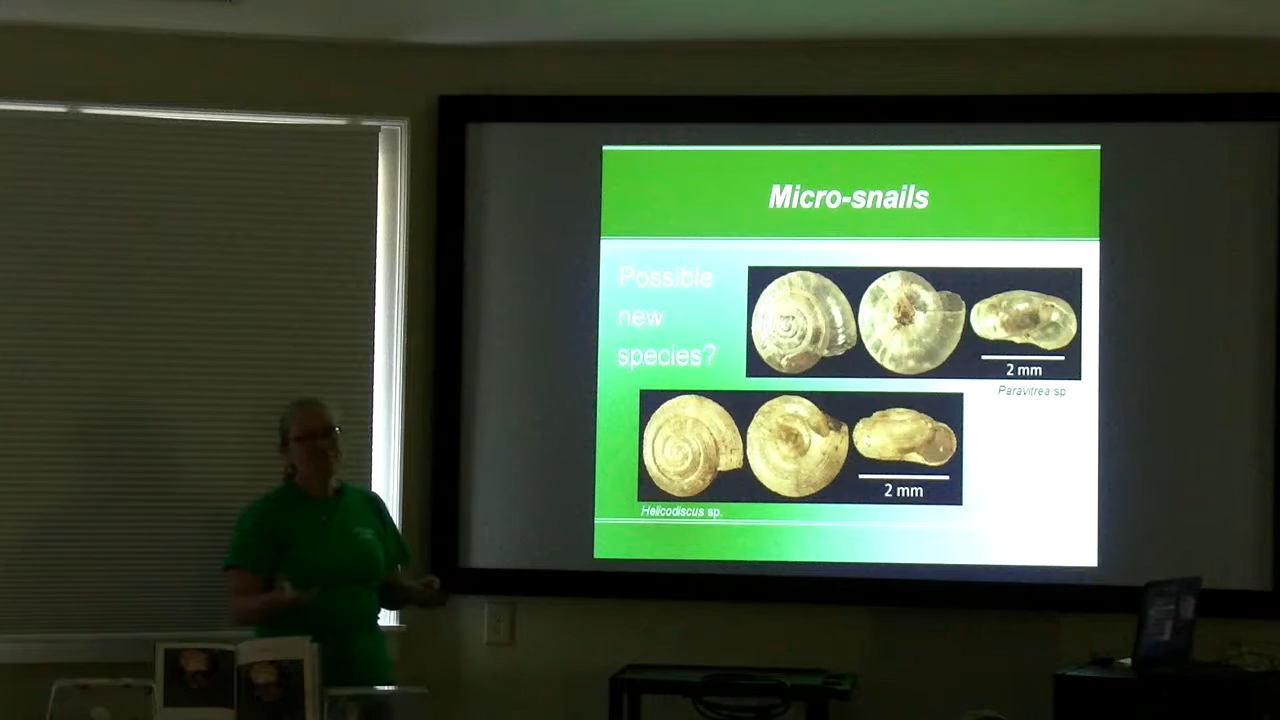 Micro-snails
Possible
new
species?
2 mm
Paravitrea sp
2 mm
Helicodiscus sp.